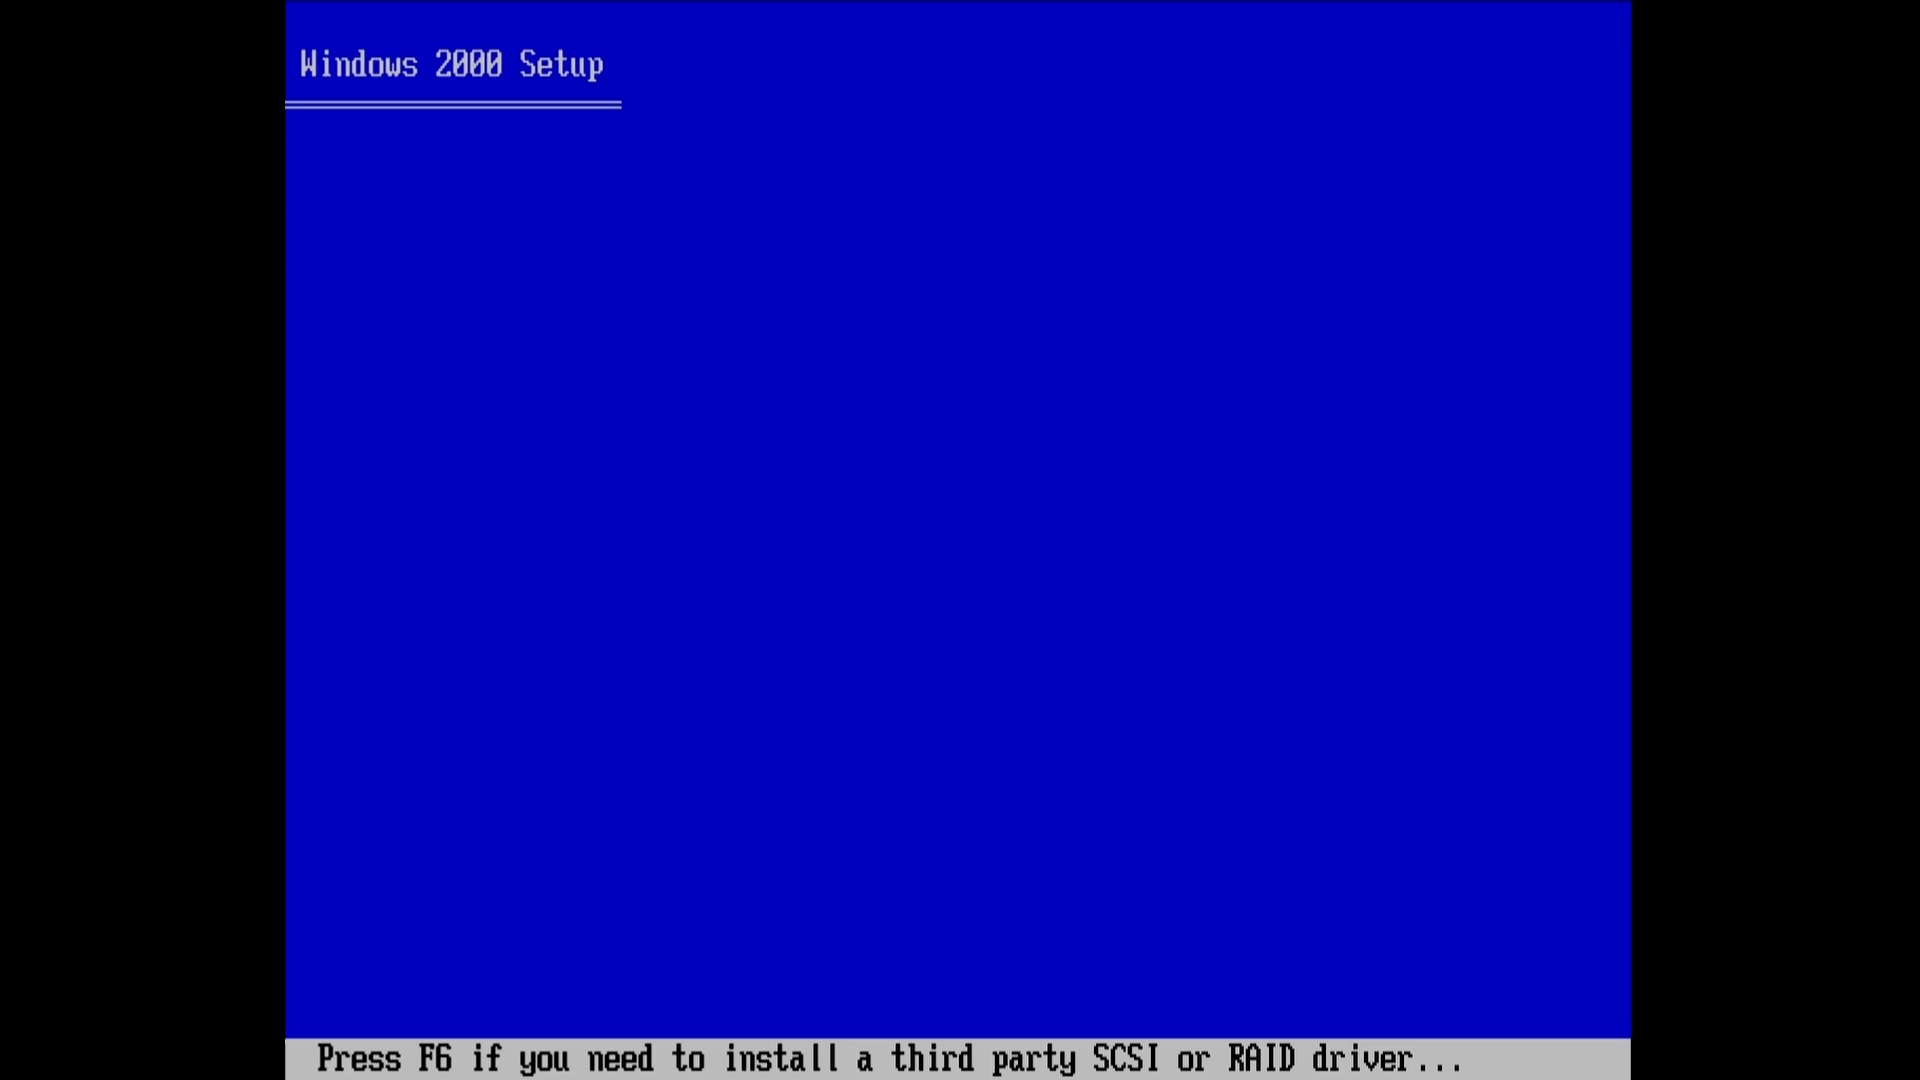 Windows 2000 Setup
Press F6 if you need to install a third party SCSI or RAID driver...